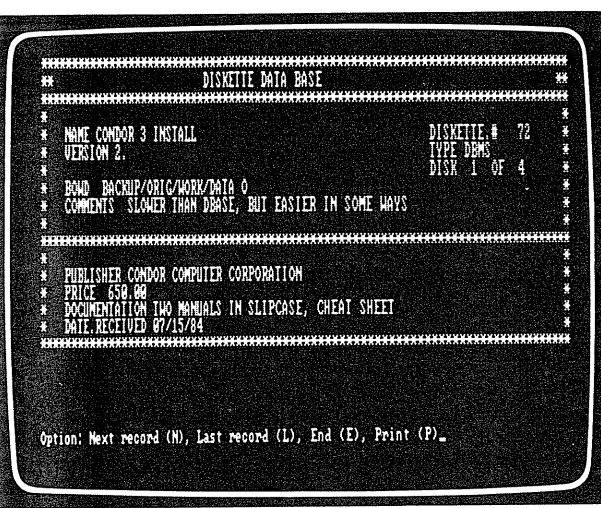 ************************************************************************
** DISKETTE DATA BASE **
************************************************************************
* *
* NAME CONDOR 3 INSTALL DISKETTE.# 72 *
* VERSION 2. TYPE DBMS *
* DISK 1 OF 4 *
* BOWD BACKUP/ORIG/WORK/DATA O *
* COMMENTS SLOWER THAN DBASE, BUT EASIER IN SOME WAYS *
* *
************************************************************************
* *
* PUBLISHER CONDOR COMPUTER CORPORATION *
* PRICE 650.00 *
* DOCUMENTATION TWO MANUALS IN SLIPCASE, CHEAT SHEET *
* DATE.RECEIVED 07/15/84 *
************************************************************************
Option: Next record (N), Last record (L), End (E), Print (P)_